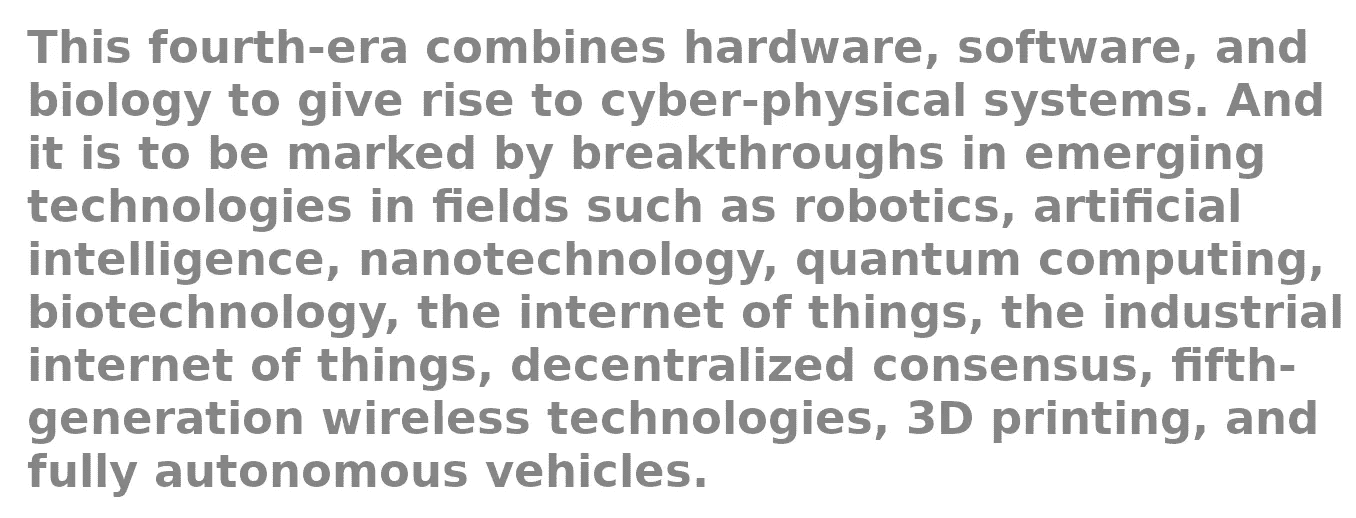 This fourth-era combines hardware, software, and
biology to give rise to cyber-physical systems. And
it is to be marked by breakthroughs in emerging
technologies in fields such as robotics, artificial
intelligence, nanotechnology, quantum computing,
biotechnology, the internet of things, the industrial
internet of things, decentralized consensus, fifth-
generation wireless technologies, 3D printing, and
fully autonomous vehicles.